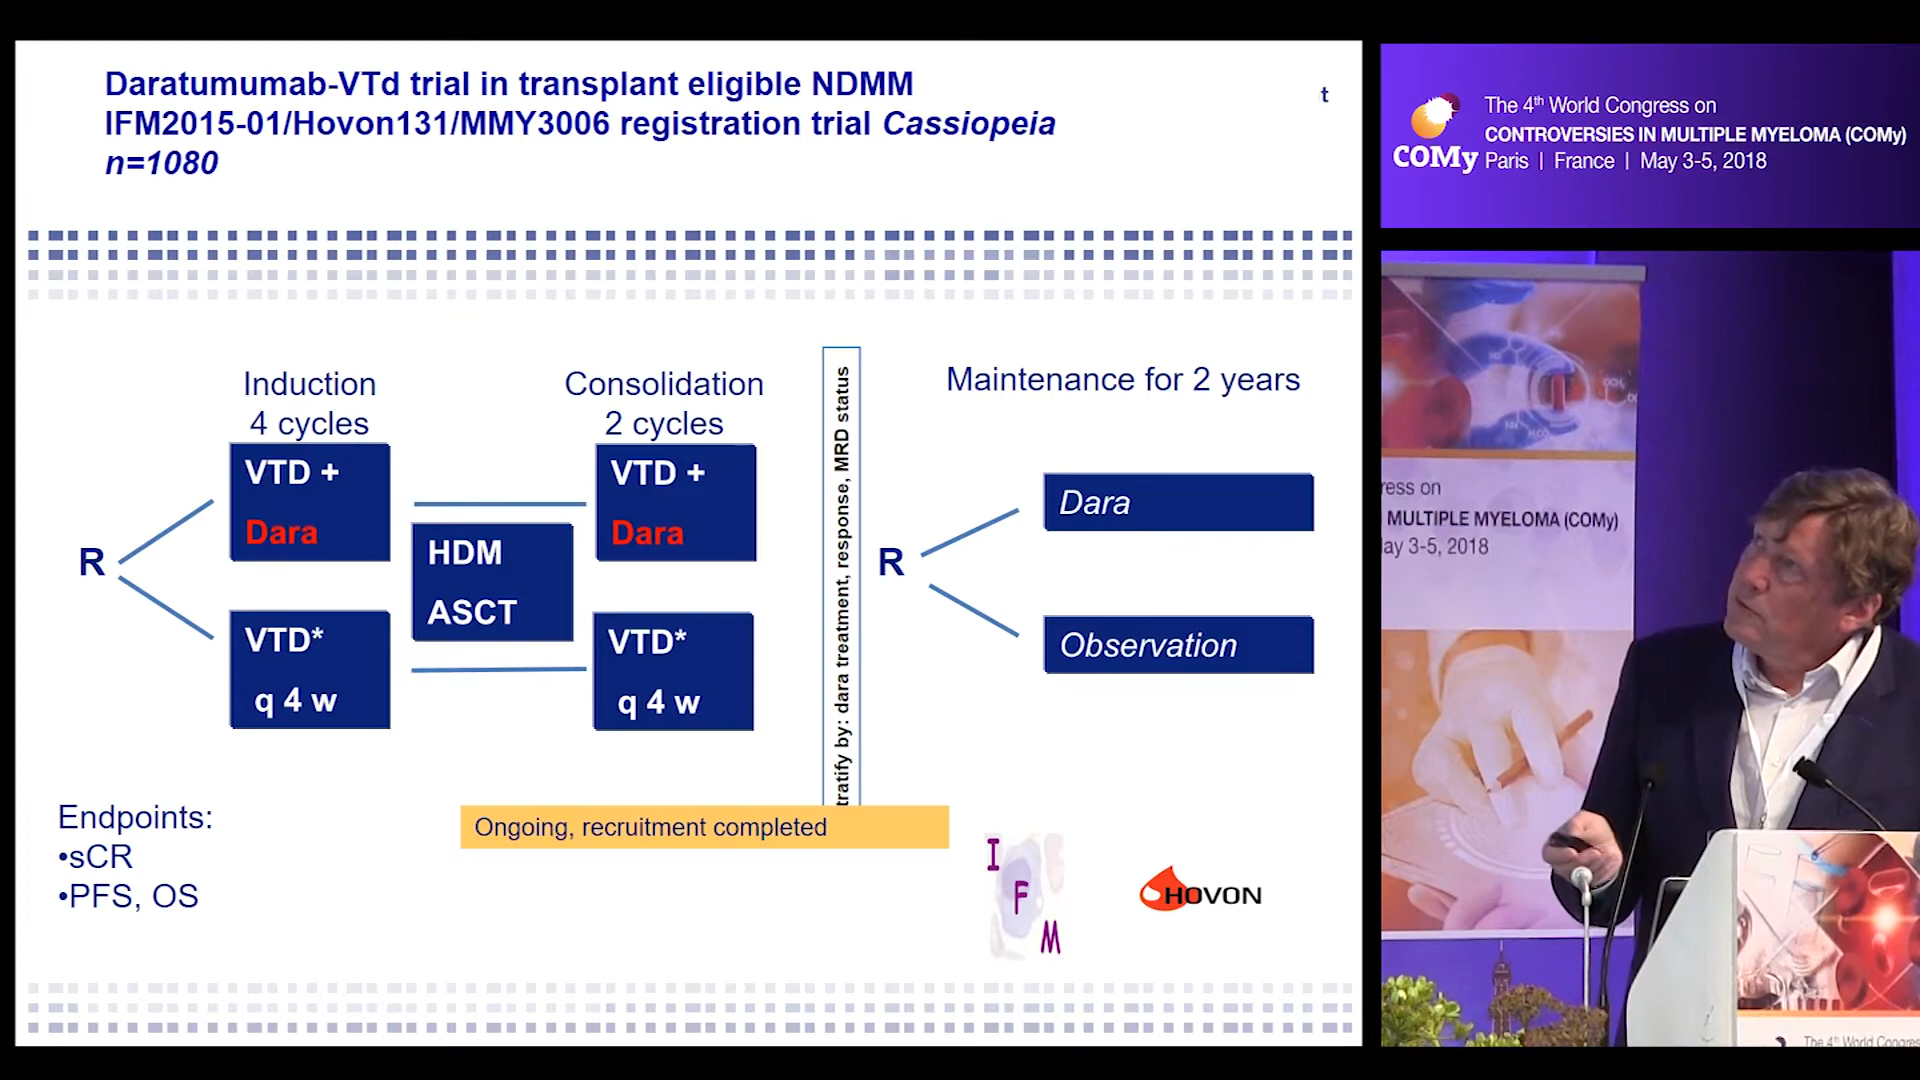 Daratumumab-VTd trial in transplant eligible NDMM
IFM2015-01/Hovon131/MMY3006 registration trial Cassiopeia
n=1080
t
Induction
4 cycles
Consolidation
2 cycles
Maintenance for 2 years
R
VTD +
Dara
VTD*
q 4 w
HDM
ASCT
VTD +
Dara
VTD*
q 4 w
tratify by: dara treatment, response, MRD status
R
Dara
Observation
Endpoints:
•sCR
•PFS, OS
Ongoing, recruitment completed
I
F
M
HOVON
COMy
The 4th World Congress on
CONTROVERSIES IN MULTIPLE MYELOMA (COMy)
Paris | France | May 3-5, 2018
ress on
MULTIPLE MYELOMA (COMy)
ay 3-5, 2018
The 4th World Congress